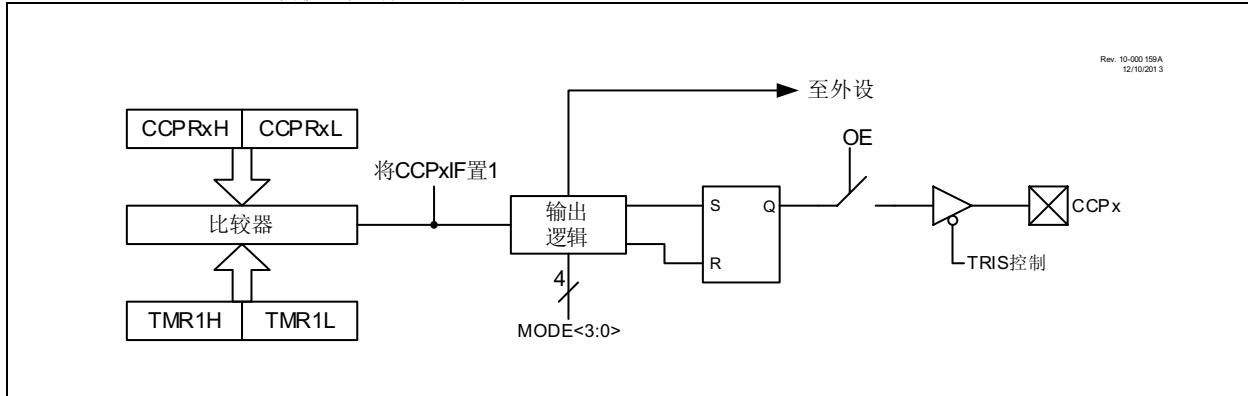 Rev. 10-000 159A
12/10/201 3
至外设
CCPRxH CCPRxL
将CCPxIF置1
OE
比较器
输出
逻辑
S Q
R
CCPx
TRIS控制
4
TMR1H TMR1L
MODE<3:0>